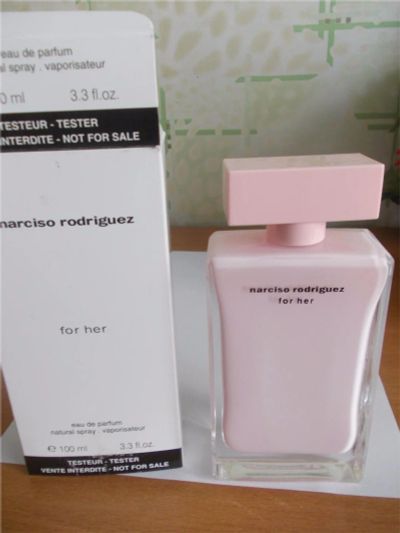 eau de parfum
natural spray . vaporisateur
0 ml 3.3 fl.oz.
TESTEUR - TESTER
INTERDITE - NOT FOR SALE
narciso rodriguez
for her
eau de parfum
natural spray . vaporisateur
℮ 100 ml 3.3 fl.oz.
TESTEUR - TESTER
VENTE INTERDITE - NOT FOR SALE
narciso rodriguez
for her